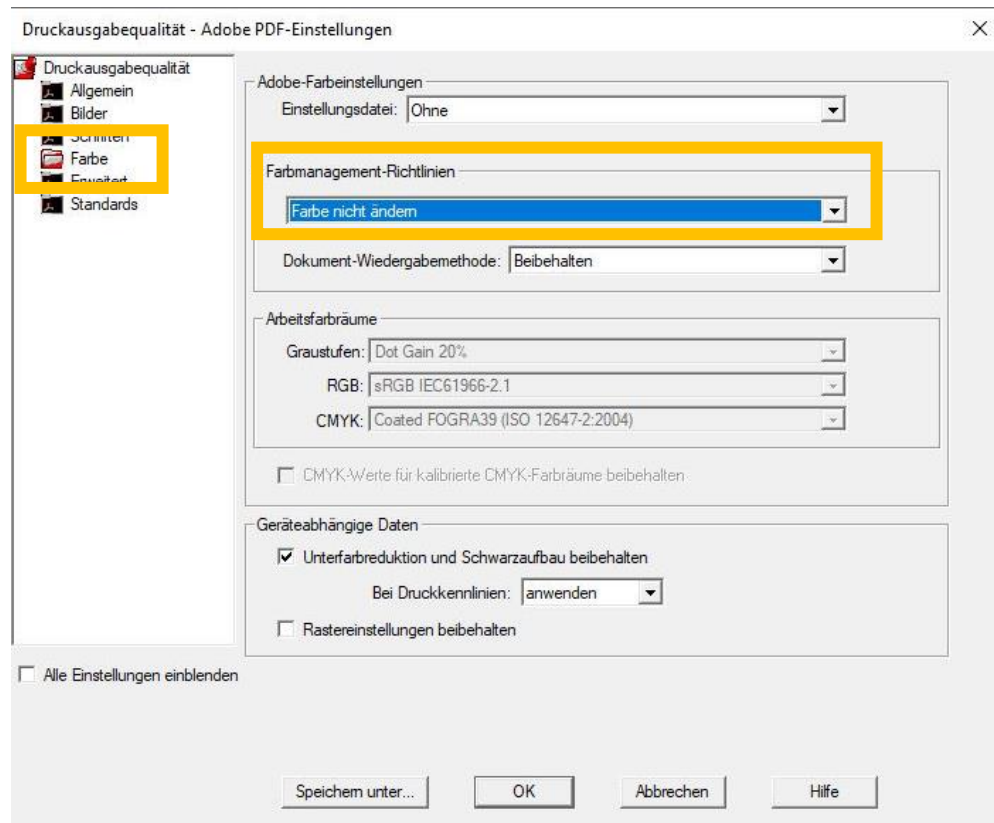 Druckausgabequalität - Adobe PDF-Einstellungen
Druckausgabequalität
Allgemein
Bilder
Schriften
Farbe
Erweitert
Standards
Adobe-Farbeinstellungen
Einstellungsdatei: Ohne
Farbmanagement-Richtlinien
Farbe nicht ändern
Dokument-Wiedergabemethode: Beibehalten
Arbeitsfarbräume
Graustufen: Dot Gain 20%
RGB: sRGB IEC61966-2.1
CMYK: Coated FOGRA39 (ISO 12647-2:2004)
CMYK-Werte für kalibrierte CMYK-Farbräume beibehalten
Geräteabhängige Daten
Unterfarbreduktion und Schwarzaufbau beibehalten
Bei Druckkennlinien: anwenden
Rastereinstellungen beibehalten
Alle Einstellungen einblenden
Speichern unter... OK Abbrechen Hilfe